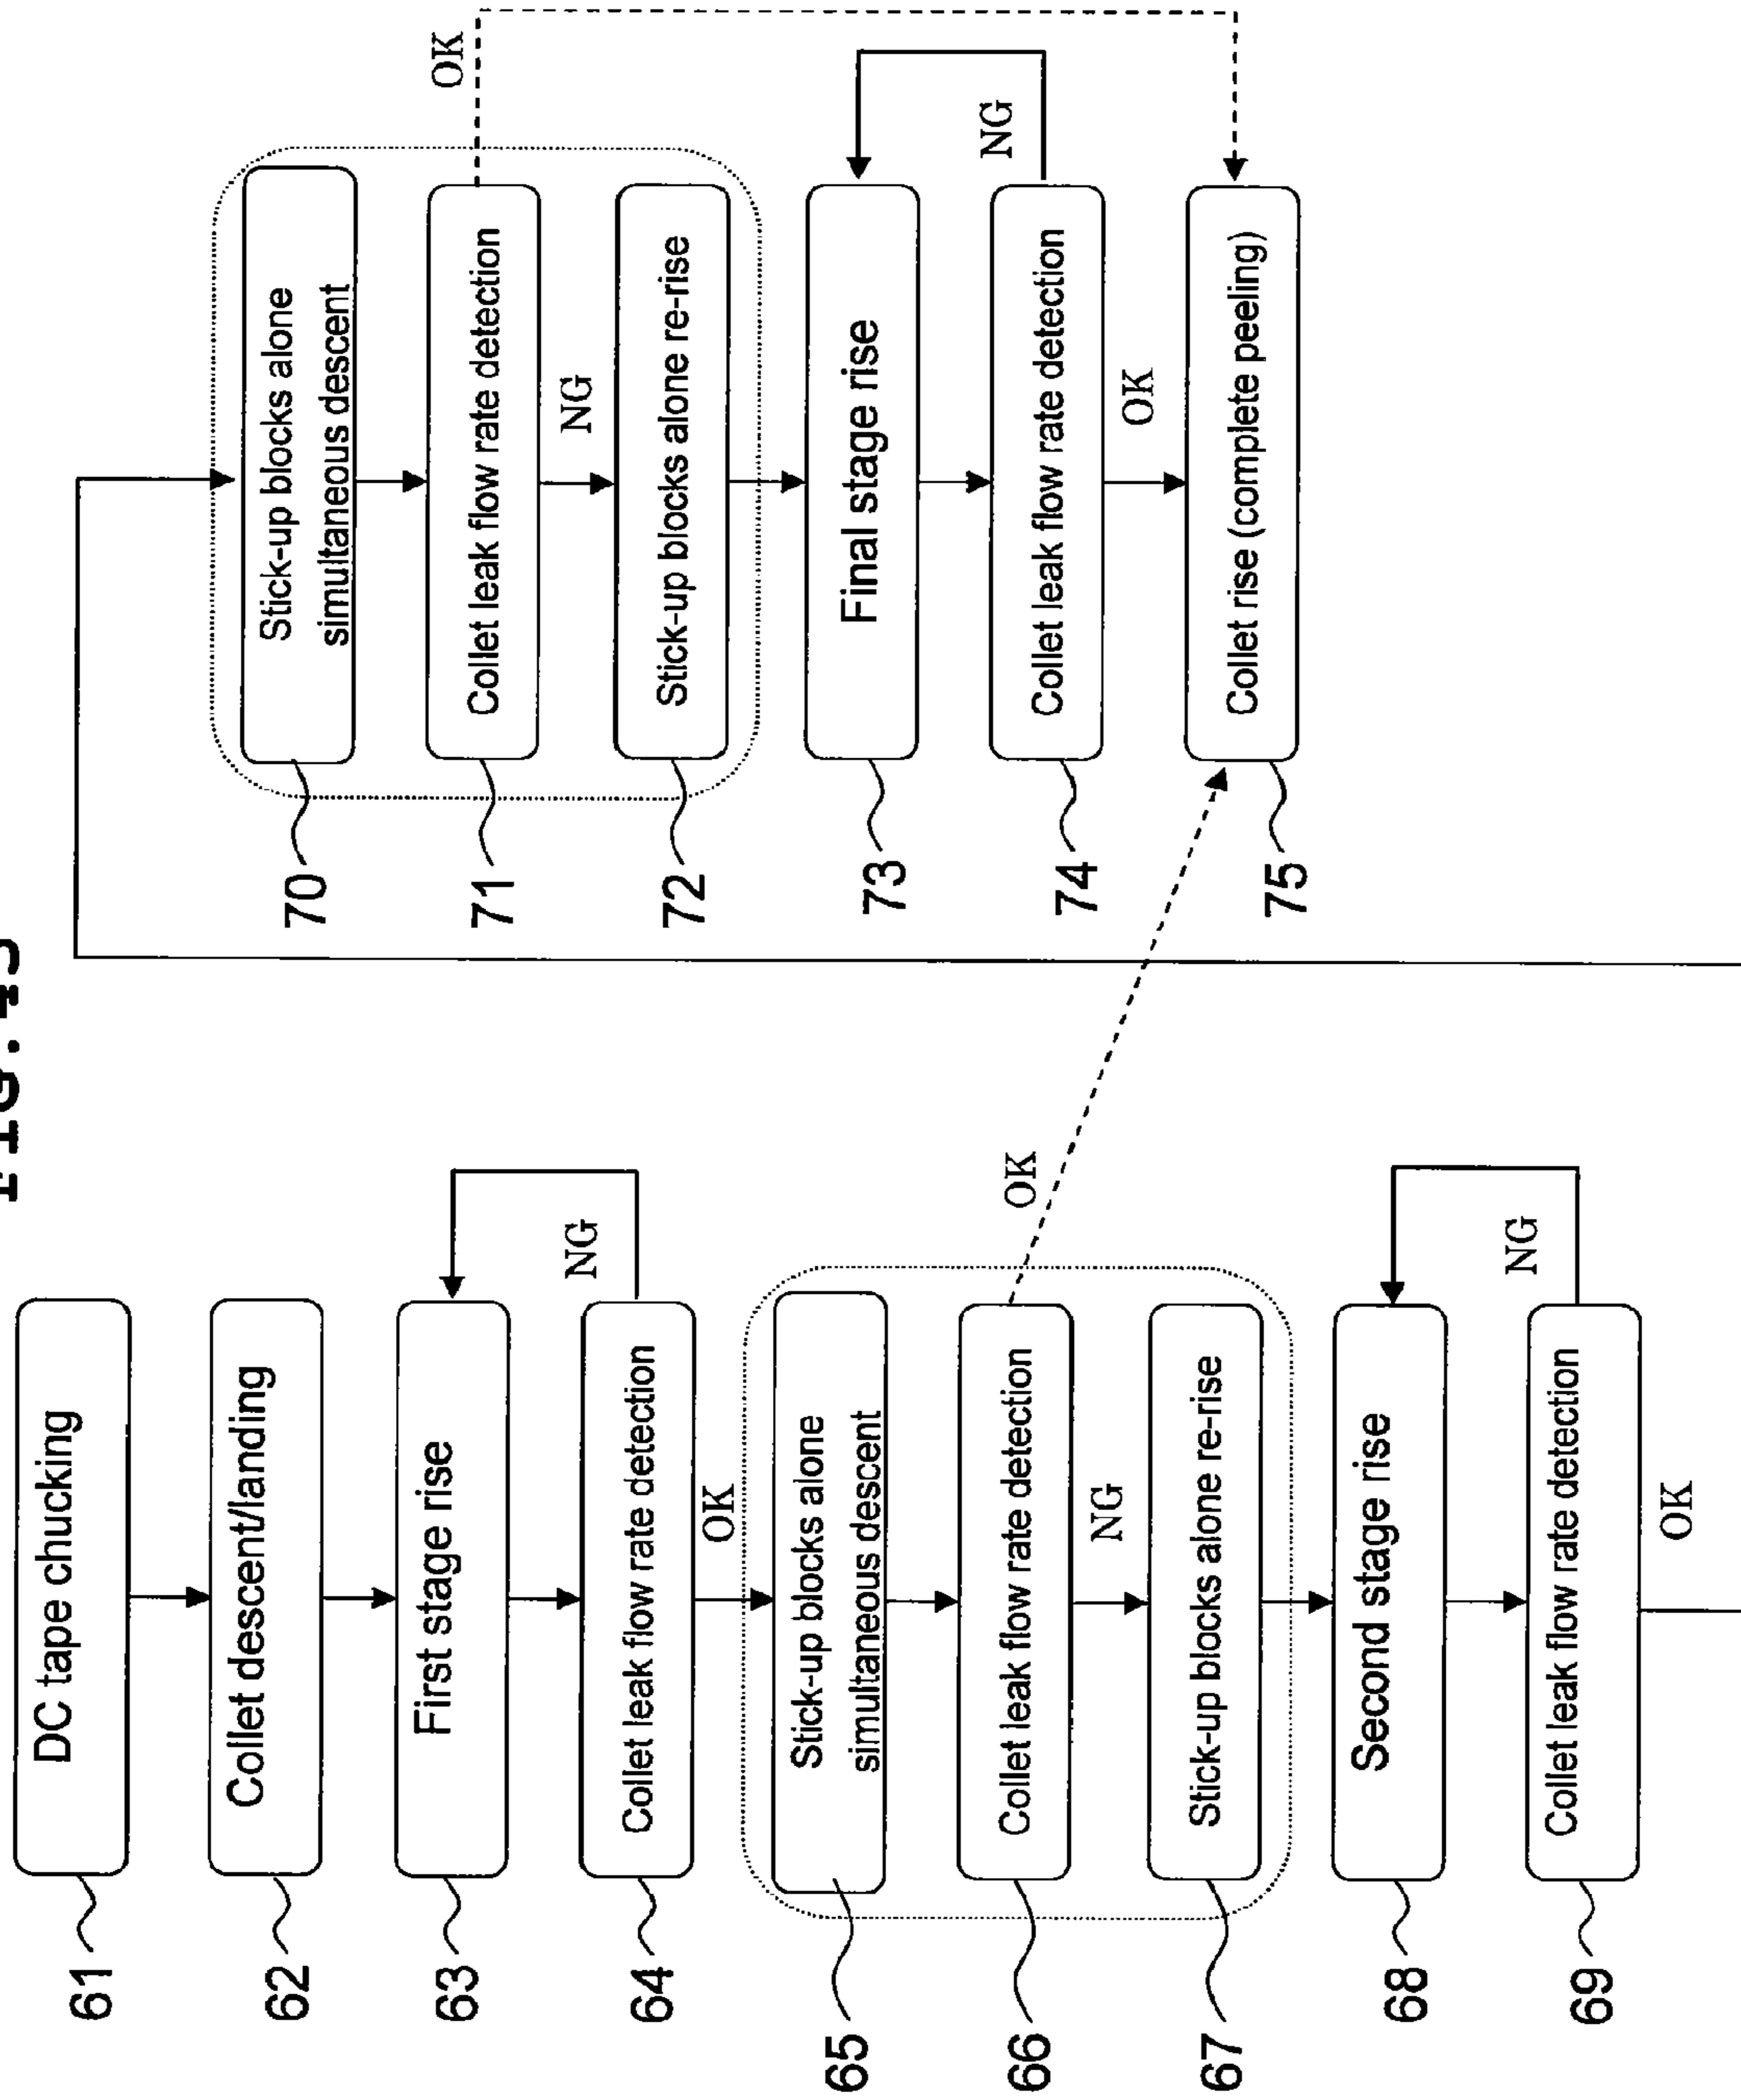 61
DC tape chucking
62
Collet descent/landing
63
First stage rise
NG
64
Collet leak flow rate detection
OK
65
Stick-up blocks alone
simultaneous descent
66
Collet leak flow rate detection
OK
NG
67
Stick-up blocks alone re-rise
68
Second stage rise
NG
69
Collet leak flow rate detection
OK
70
Stick-up blocks alone
simultaneous descent
OK
71
Collet leak flow rate detection
NG
72
Stick-up blocks alone re-rise
73
Final stage rise
NG
74
Collet leak flow rate detection
OK
75
Collet rise (complete peeling)